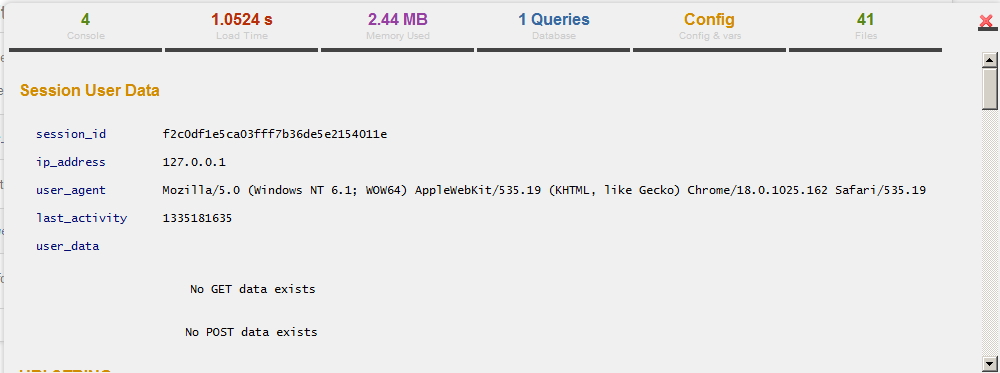 4 1.0524 s 2.44 MB 1 Queries Config 41
Console Load Time Memory Used Database Config & vars Files
Session User Data
session_id f2c0df1e5ca03fff7b36de5e2154011e
ip_address 127.0.0.1
user_agent Mozilla/5.0 (Windows NT 6.1; WOW64) AppleWebKit/535.19 (KHTML, like Gecko) Chrome/18.0.1025.162 Safari/535.19
last_activity 1335181635
user_data
No GET data exists
No POST data exists